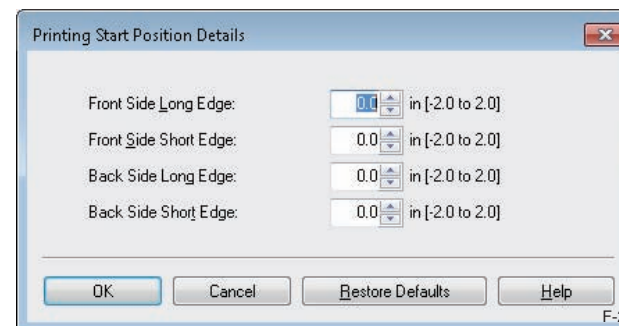 Printing Start Position Details
Front Side Long Edge: 0.0 in [-2.0 to 2.0]
Front Side Short Edge: 0.0 in [-2.0 to 2.0]
Back Side Long Edge: 0.0 in [-2.0 to 2.0]
Back Side Short Edge: 0.0 in [-2.0 to 2.0]
OK Cancel Restore Defaults Help